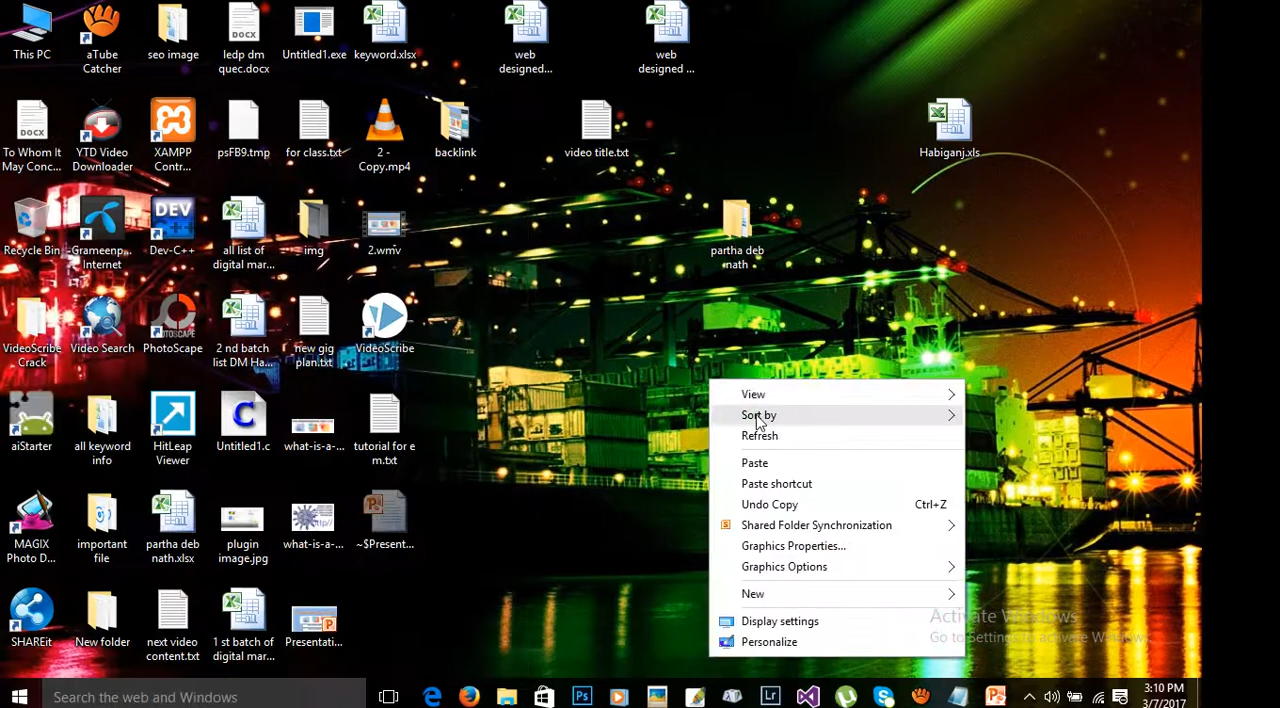 This PC
aTube
Catcher
seo image
ledp dm
quec.docx
Untitled1.exe
keyword.xlsx
web
designed...
web
designed ...
To Whom It
May Conc...
YTD Video
Downloader
XAMPP
Contr...
psFB9.tmp
for class.txt
2 -
Copy.mp4
backlink
video title.txt
Habiganj.xls
Recycle Bin
Grameenp...
Internet
Dev-C++
all list of
digital mar...
img
2.wmv
partha deb
nath
VideoScribe
Crack
Video Search
PhotoScape
2 nd batch
list DM Ha...
new gig
plan.txt
VideoScribe
aiStarter
all keyword
info
HitLeap
Viewer
Untitled1.c
what-is-a-...
tutorial for e
m.txt
MAGIX
Photo D...
important
file
partha deb
nath.xlsx
plugin
image.jpg
what-is-a-...
~$Present...
SHAREit
New folder
next video
content.txt
1 st batch of
digital mar...
Presentati...
View
Sort by
Refresh
Paste
Paste shortcut
Undo Copy Ctrl+Z
Shared Folder Synchronization
Graphics Properties...
Graphics Options
New
Display settings
Personalize
Activate Windows
Go to Settings to activate Windows.
Search the web and Windows
3:10 PM
3/7/2017